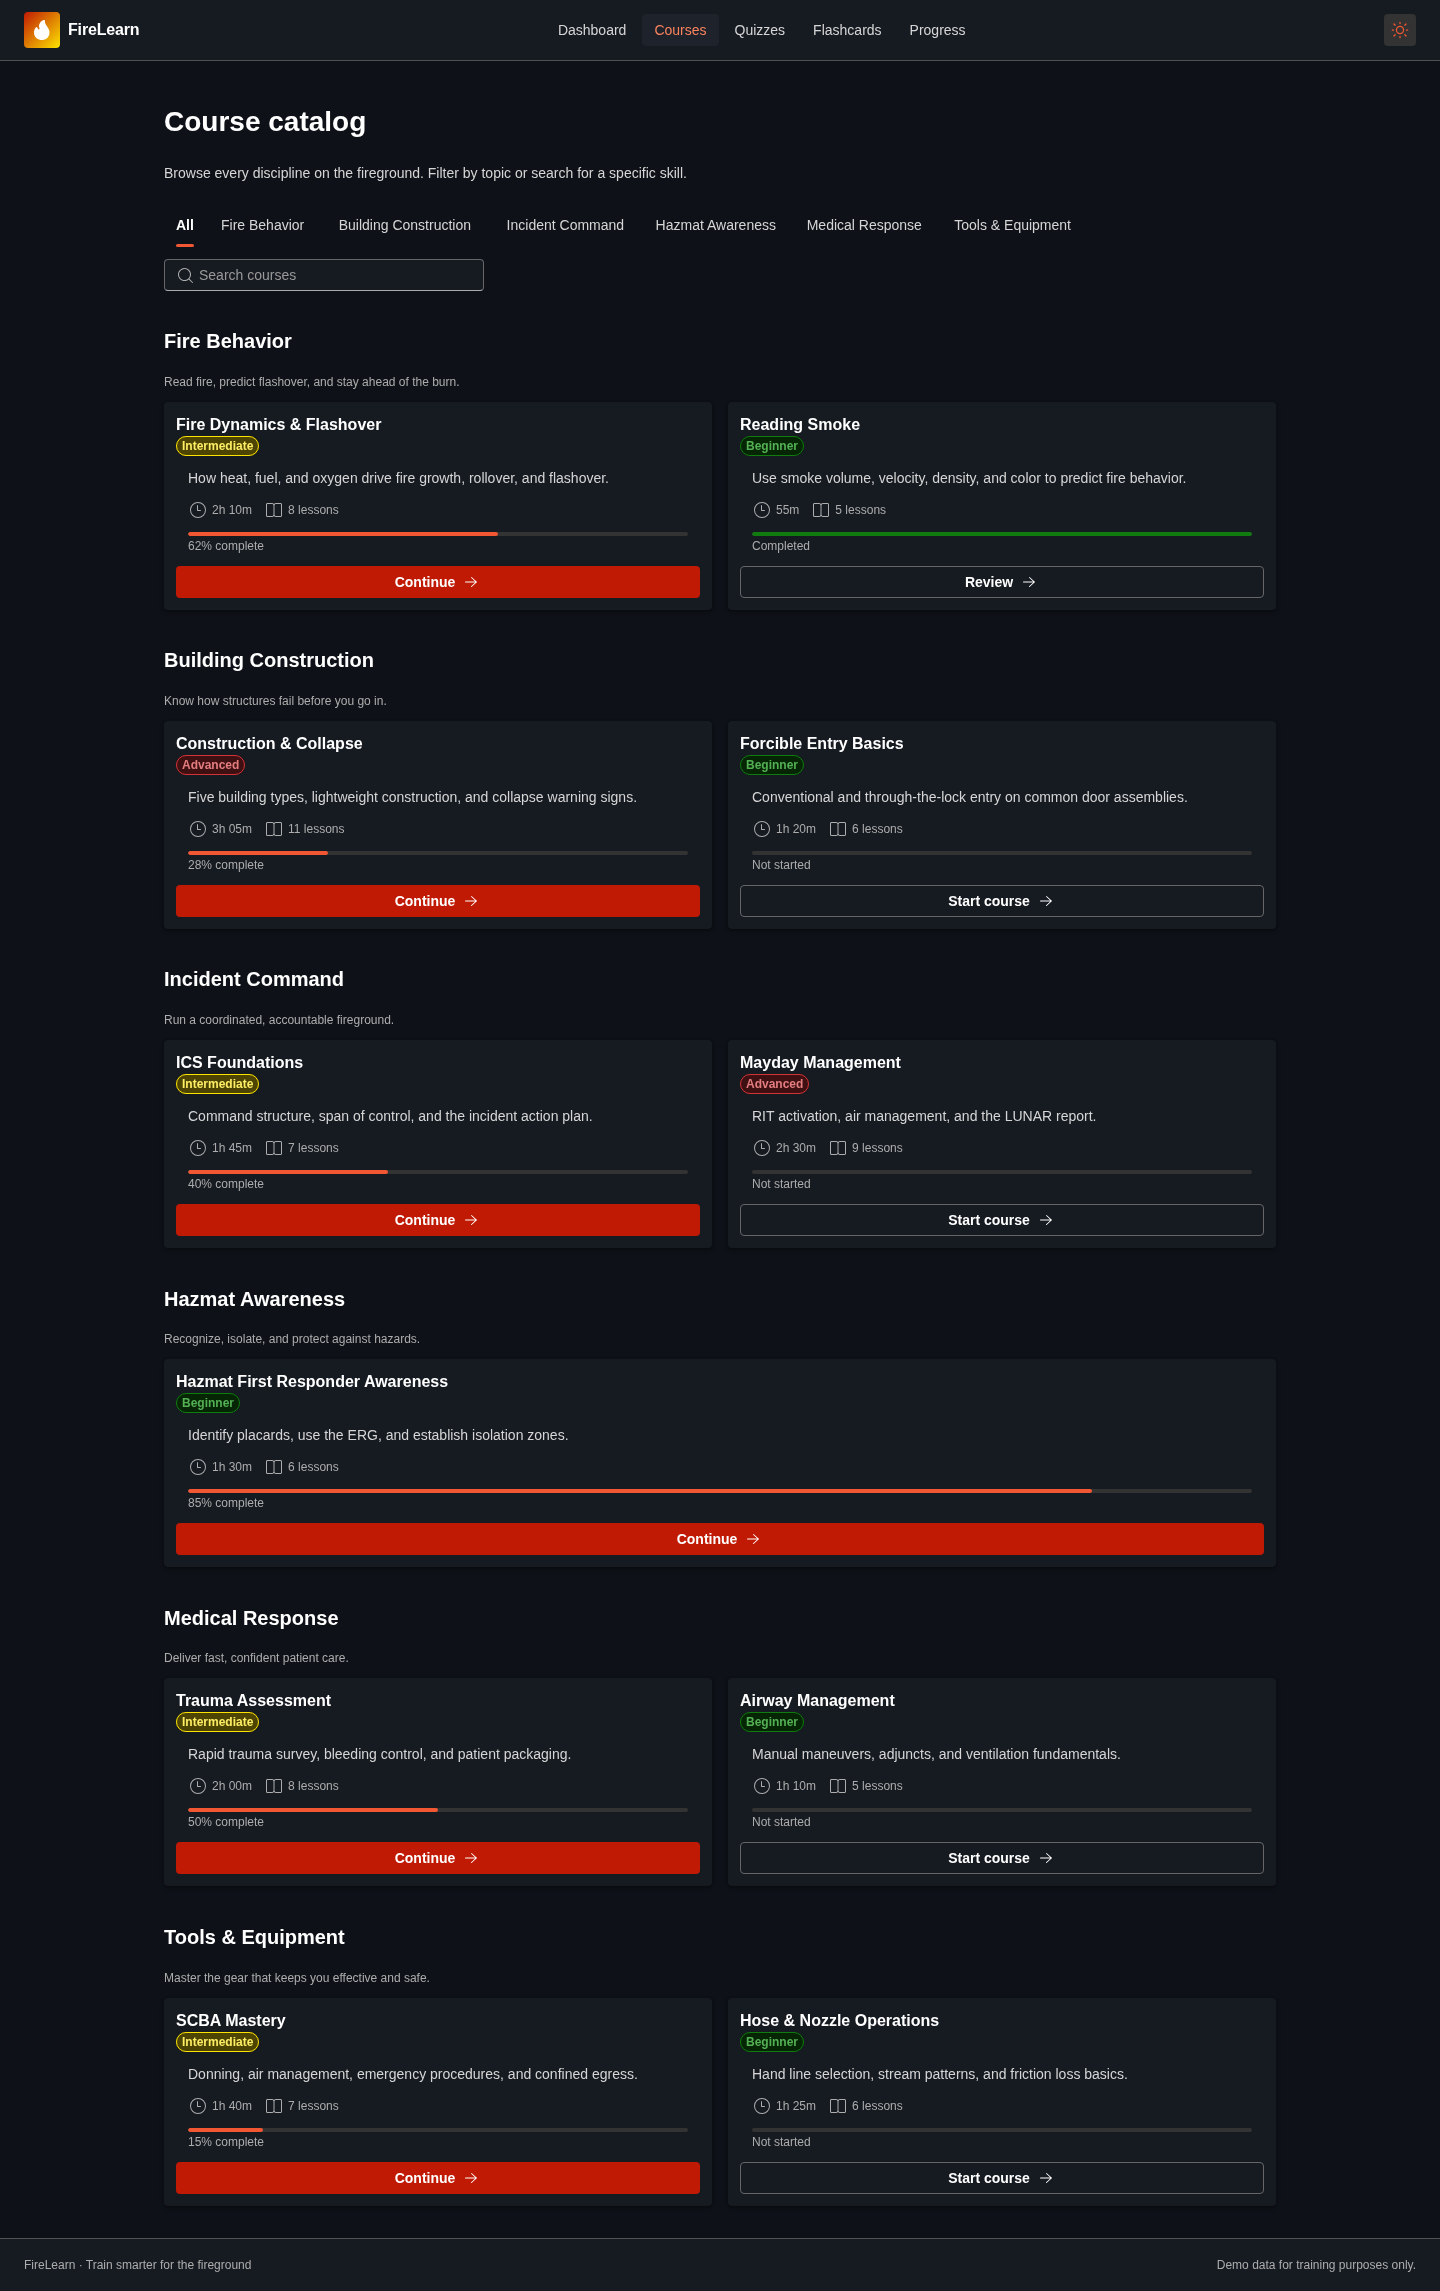 FireLearn
Dashboard
Courses
Quizzes
Flashcards
Progress
Course catalog
Browse every discipline on the fireground. Filter by topic or search for a specific skill.
All
Fire Behavior
Building Construction
Incident Command
Hazmat Awareness
Medical Response
Tools & Equipment
Search courses
Fire Behavior
Read fire, predict flashover, and stay ahead of the burn.
Fire Dynamics & Flashover
Intermediate
How heat, fuel, and oxygen drive fire growth, rollover, and flashover.
2h 10m
8 lessons
62% complete
Continue
Reading Smoke
Beginner
Use smoke volume, velocity, density, and color to predict fire behavior.
55m
5 lessons
Completed
Review
Building Construction
Know how structures fail before you go in.
Construction & Collapse
Advanced
Five building types, lightweight construction, and collapse warning signs.
3h 05m
11 lessons
28% complete
Continue
Forcible Entry Basics
Beginner
Conventional and through-the-lock entry on common door assemblies.
1h 20m
6 lessons
Not started
Start course
Incident Command
Run a coordinated, accountable fireground.
ICS Foundations
Intermediate
Command structure, span of control, and the incident action plan.
1h 45m
7 lessons
40% complete
Continue
Mayday Management
Advanced
RIT activation, air management, and the LUNAR report.
2h 30m
9 lessons
Not started
Start course
Hazmat Awareness
Recognize, isolate, and protect against hazards.
Hazmat First Responder Awareness
Beginner
Identify placards, use the ERG, and establish isolation zones.
1h 30m
6 lessons
85% complete
Continue
Medical Response
Deliver fast, confident patient care.
Trauma Assessment
Intermediate
Rapid trauma survey, bleeding control, and patient packaging.
2h 00m
8 lessons
50% complete
Continue
Airway Management
Beginner
Manual maneuvers, adjuncts, and ventilation fundamentals.
1h 10m
5 lessons
Not started
Start course
Tools & Equipment
Master the gear that keeps you effective and safe.
SCBA Mastery
Intermediate
Donning, air management, emergency procedures, and confined egress.
1h 40m
7 lessons
15% complete
Continue
Hose & Nozzle Operations
Beginner
Hand line selection, stream patterns, and friction loss basics.
1h 25m
6 lessons
Not started
Start course
FireLearn · Train smarter for the fireground
Demo data for training purposes only.